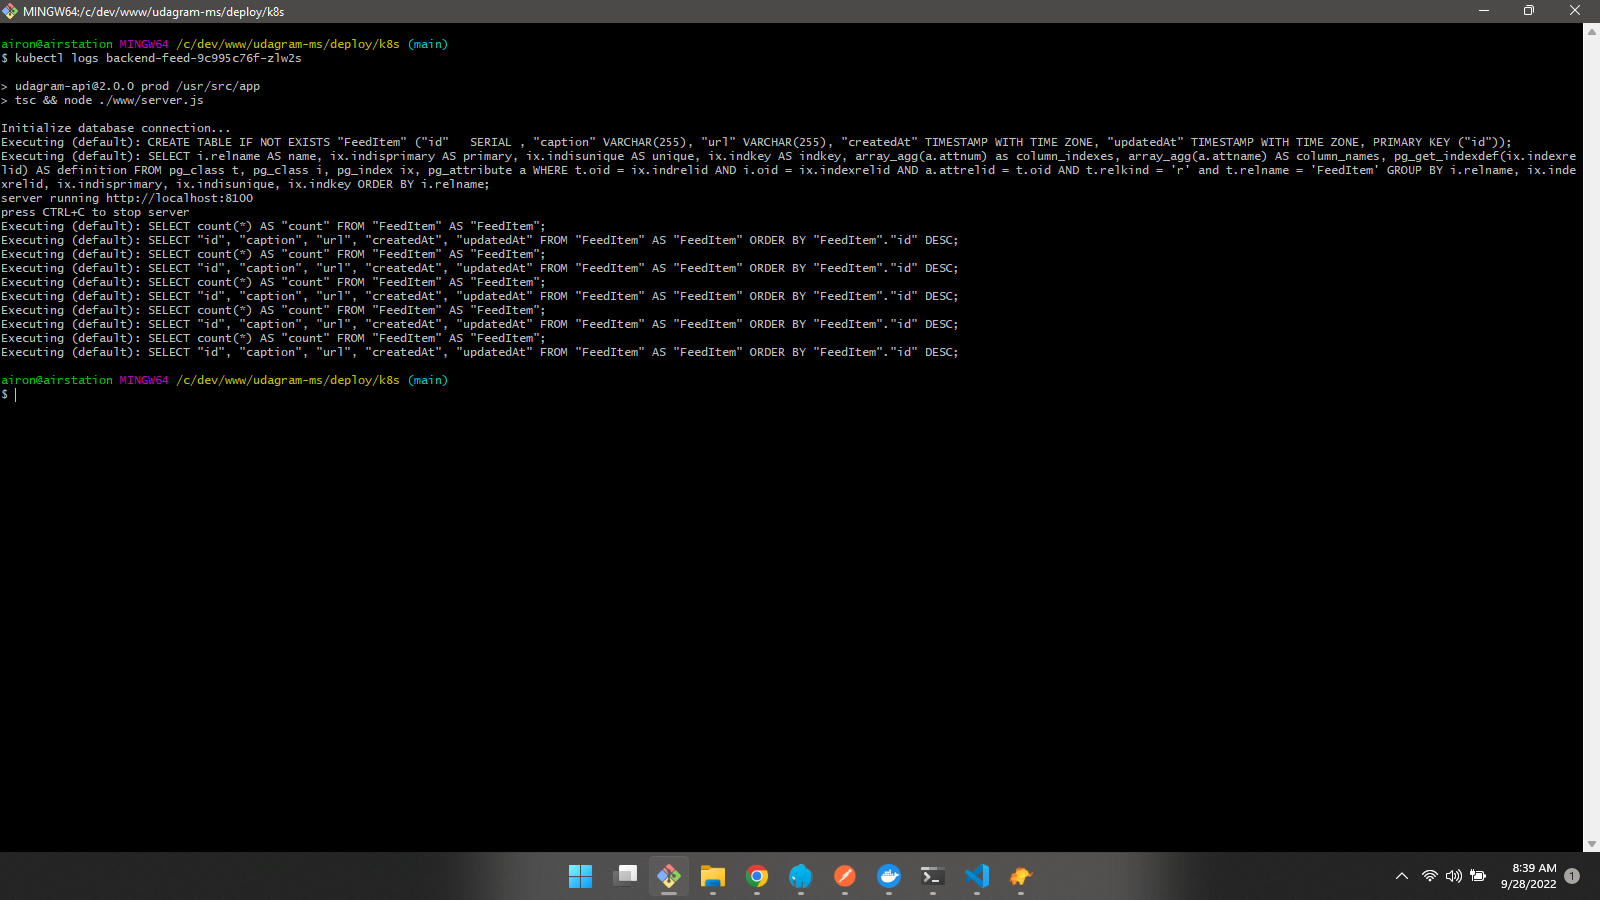 MINGW64:/c/dev/www/udagram-ms/deploy/k8s
airon@airstation MINGW64 /c/dev/www/udagram-ms/deploy/k8s (main)
$ kubectl logs backend-feed-9c995c76f-zlw2s
> udagram-api@2.0.0 prod /usr/src/app
> tsc && node ./www/server.js
Initialize database connection...
Executing (default): CREATE TABLE IF NOT EXISTS "FeedItem" ("id"   SERIAL , "caption" VARCHAR(255), "url" VARCHAR(255), "createdAt" TIMESTAMP WITH TIME ZONE, "updatedAt" TIMESTAMP WITH TIME ZONE, PRIMARY KEY ("id"));
Executing (default): SELECT i.relname AS name, ix.indisprimary AS primary, ix.indisunique AS unique, ix.indkey AS indkey, array_agg(a.attnum) as column_indexes, array_agg(a.attname) AS column_names, pg_get_indexdef(ix.indexre
lid) AS definition FROM pg_class t, pg_class i, pg_index ix, pg_attribute a WHERE t.oid = ix.indrelid AND i.oid = ix.indexrelid AND a.attrelid = t.oid AND t.relkind = 'r' and t.relname = 'FeedItem' GROUP BY i.relname, ix.inde
xrelid, ix.indisprimary, ix.indisunique, ix.indkey ORDER BY i.relname;
server running http://localhost:8100
press CTRL+C to stop server
Executing (default): SELECT count(*) AS "count" FROM "FeedItem" AS "FeedItem";
Executing (default): SELECT "id", "caption", "url", "createdAt", "updatedAt" FROM "FeedItem" AS "FeedItem" ORDER BY "FeedItem"."id" DESC;
Executing (default): SELECT count(*) AS "count" FROM "FeedItem" AS "FeedItem";
Executing (default): SELECT "id", "caption", "url", "createdAt", "updatedAt" FROM "FeedItem" AS "FeedItem" ORDER BY "FeedItem"."id" DESC;
Executing (default): SELECT count(*) AS "count" FROM "FeedItem" AS "FeedItem";
Executing (default): SELECT "id", "caption", "url", "createdAt", "updatedAt" FROM "FeedItem" AS "FeedItem" ORDER BY "FeedItem"."id" DESC;
Executing (default): SELECT count(*) AS "count" FROM "FeedItem" AS "FeedItem";
Executing (default): SELECT "id", "caption", "url", "createdAt", "updatedAt" FROM "FeedItem" AS "FeedItem" ORDER BY "FeedItem"."id" DESC;
Executing (default): SELECT count(*) AS "count" FROM "FeedItem" AS "FeedItem";
Executing (default): SELECT "id", "caption", "url", "createdAt", "updatedAt" FROM "FeedItem" AS "FeedItem" ORDER BY "FeedItem"."id" DESC;
airon@airstation MINGW64 /c/dev/www/udagram-ms/deploy/k8s (main)
$
8:39 AM
9/28/2022
1